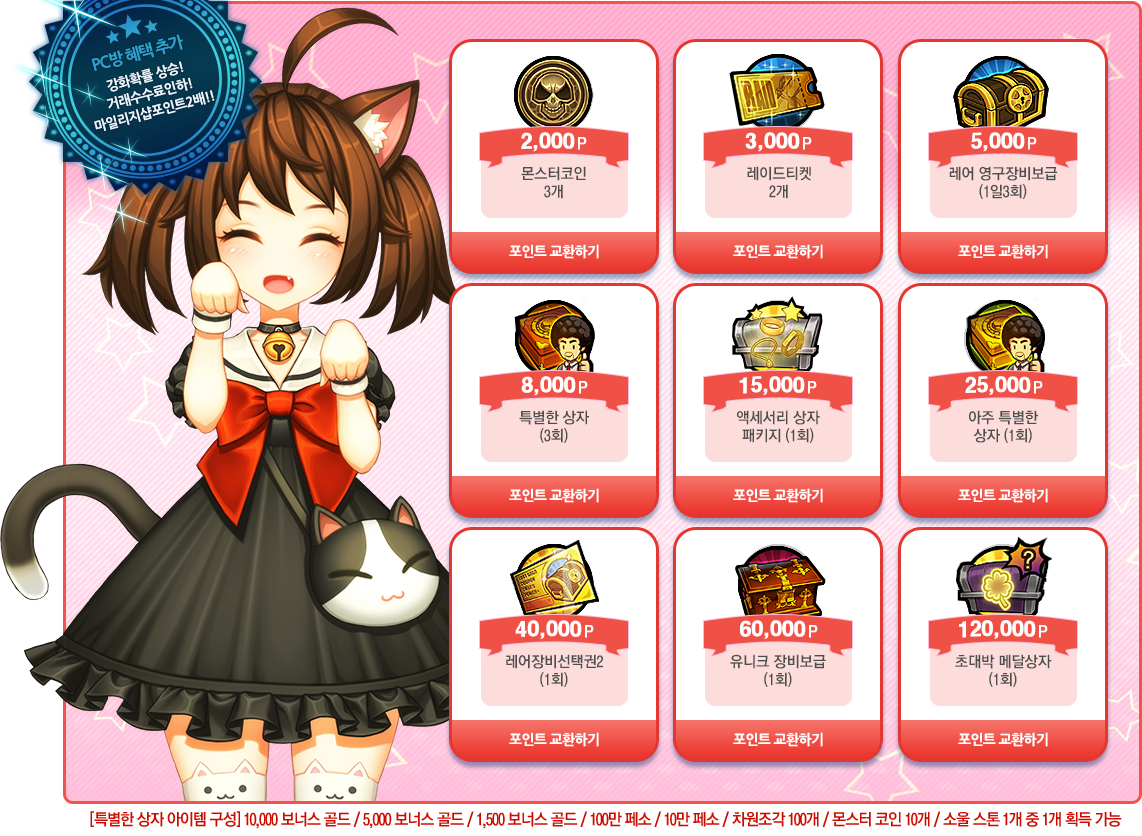 PC방 혜택 추가
강화확률 상승!
거래수수료인하!
마일리지샵포인트2배!!
RAID
2,000P
몬스터코인
3개
포인트 교환하기
3,000P
레이드티켓
2개
포인트 교환하기
5,000P
레어 영구장비보급
(1일3회)
포인트 교환하기
8,000P
특별한 상자
(3회)
포인트 교환하기
15,000P
액세서리 상자
패키지 (1회)
포인트 교환하기
25,000P
아주 특별한
상자 (1회)
포인트 교환하기
40,000P
레어장비선택권2
(1회)
포인트 교환하기
60,000P
유니크 장비보급
(1회)
포인트 교환하기
?
120,000P
초대박 메달상자
(1회)
포인트 교환하기
[특별한 상자 아이템 구성] 10,000 보너스 골드 / 5,000 보너스 골드 / 1,500 보너스 골드 / 100만 페소 / 10만 페소 / 차원조각 100개 / 몬스터 코인 10개 / 소울 스톤 1개 중 1개 획득 가능